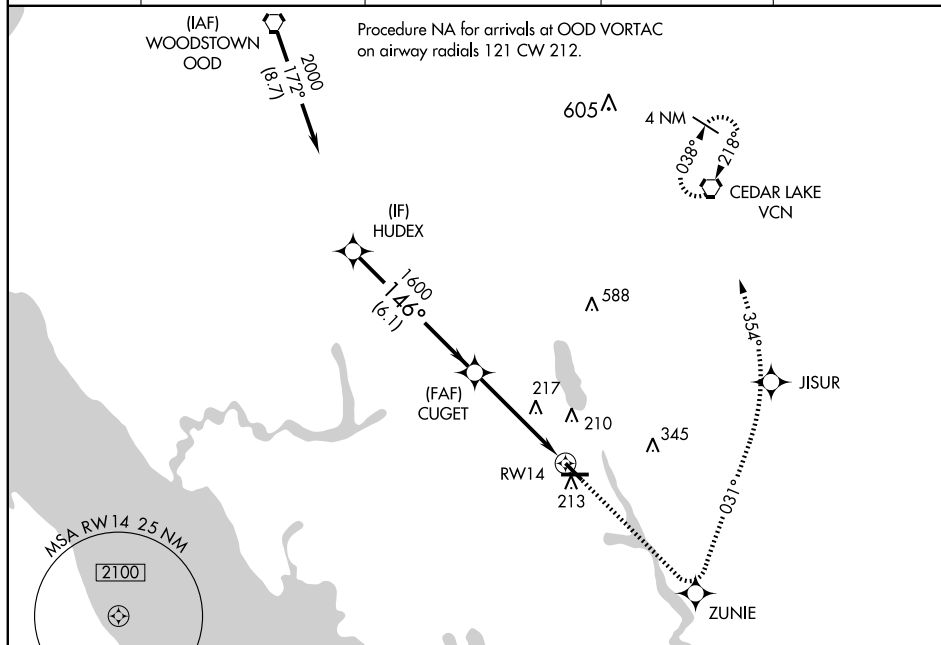 (IAF)
WOODSTOWN
OOD
Procedure NA for arrivals at OOD VORTAC
on airway radials 121 CW 212.
2000
172°
(8.7)
605
4 NM
038°
218°
CEDAR LAKE
VCN
(IF)
HUDEX
1600
146°
(6.1)
588
354°
JISUR
(FAF)
CUGET
217
210
345
RW14
213
031°
MSA RW14 25 NM
2100
ZUNIE